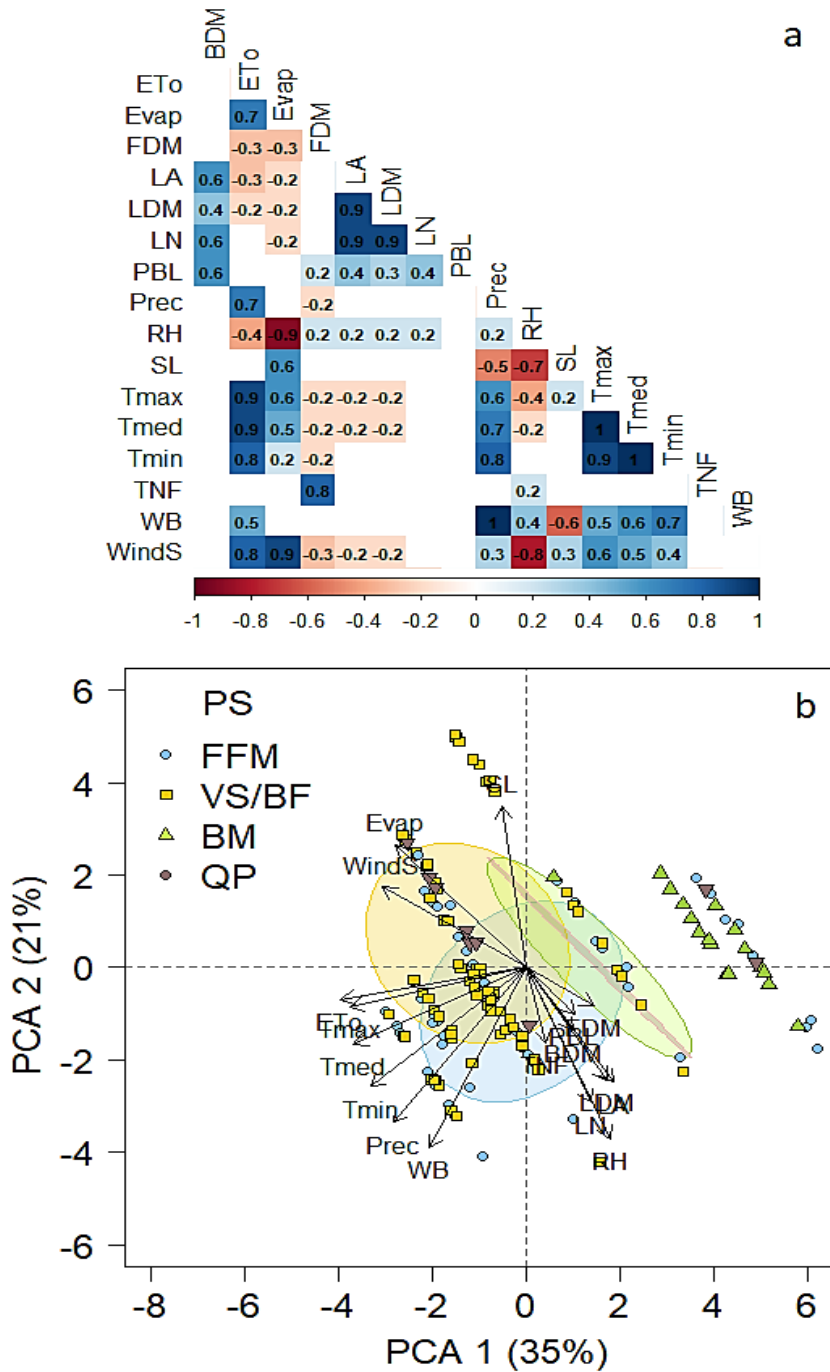 a
BDM
ETo ETo
Evap 0.7 Evap
FDM -0.3 -0.3 FDM
LA 0.6 -0.3 -0.2 LA
LDM 0.4 -0.2 -0.2 0.9 LDM
LN 0.6 -0.2 0.9 0.9 LN
PBL 0.6 0.2 0.4 0.3 0.4 PBL
Prec 0.7 -0.2 Prec
RH -0.4 -0.9 0.2 0.2 0.2 0.2 0.2 RH
SL 0.6 -0.5 -0.7 SL
Tmax 0.9 0.6 -0.2 -0.2 -0.2 0.6 -0.4 0.2 Tmax
Tmed 0.9 0.5 -0.2 -0.2 -0.2 0.7 -0.2 1 Tmed
Tmin 0.8 0.2 -0.2 0.8 0.9 1 Tmin
TNF 0.8 0.2 TNF
WB 0.5 1 0.4 -0.6 0.5 0.6 0.7 WB
WindS 0.8 0.9 -0.3 -0.2 -0.2 0.3 -0.8 0.3 0.6 0.5 0.4
-1 -0.8 -0.6 -0.4 -0.2 0 0.2 0.4 0.6 0.8 1
b
PS
FFM
VS/BF
BM
QP
SL
Evap
WindS
ETo
Tmax
Tmed
Tmin
Prec
WB
PBL
BDM
TNF
LDM
LA
LN
RH
6
4
2
0
-2
-4
-6
PCA 2 (21%)
-8 -6 -4 -2 0 2 4 6
PCA 1 (35%)